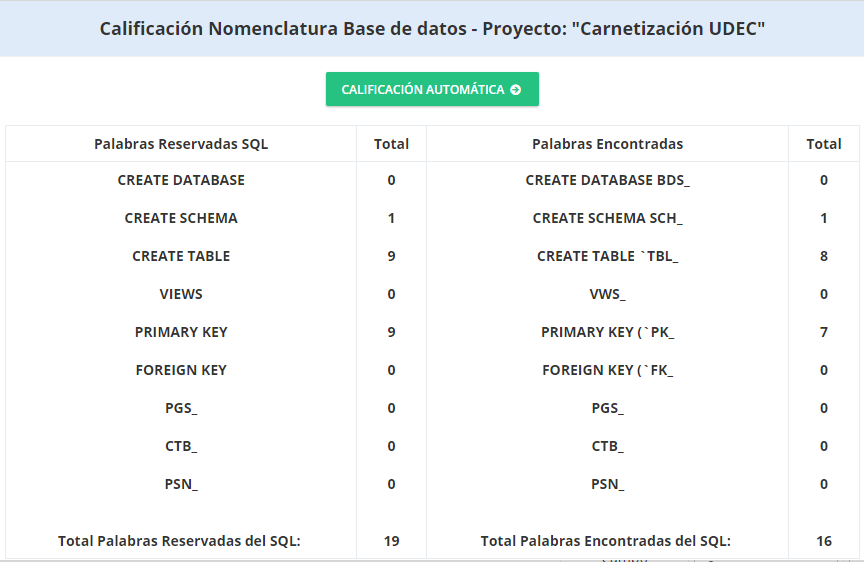 Calificación Nomenclatura Base de datos - Proyecto: "Carnetización UDEC"
CALIFICACIÓN AUTOMÁTICA
Palabras Reservadas SQL Total Palabras Encontradas Total
CREATE DATABASE 0 CREATE DATABASE BDS_ 0
CREATE SCHEMA 1 CREATE SCHEMA SCH_ 1
CREATE TABLE 9 CREATE TABLE `TBL_ 8
VIEWS 0 VWS_ 0
PRIMARY KEY 9 PRIMARY KEY (`PK_ 7
FOREIGN KEY 0 FOREIGN KEY (`FK_ 0
PGS_ 0 PGS_ 0
CTB_ 0 CTB_ 0
PSN_ 0 PSN_ 0
Total Palabras Reservadas del SQL: 19 Total Palabras Encontradas del SQL: 16